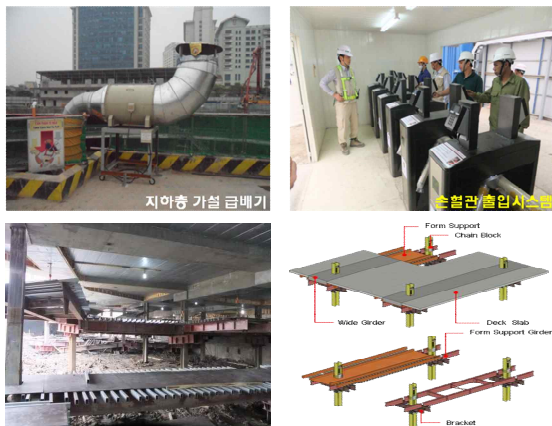 지하층 가설 급배기
손혈관 출입시스템
Form Support
Chain Block
Wide Girder
Deck Slab
Form Support Girder
Bracket